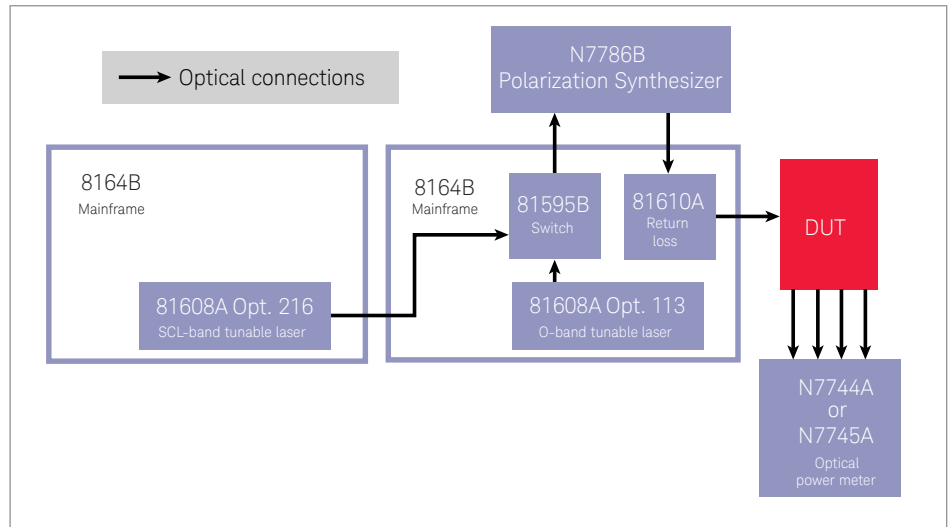 Optical connections
N7786B
Polarization Synthesizer
8164B
Mainframe
81608A Opt. 216
SCL-band tunable laser
8164B
Mainframe
81595B
Switch
81610A
Return
loss
81608A Opt. 113
O-band tunable laser
DUT
N7744A
or
N7745A
Optical
power meter